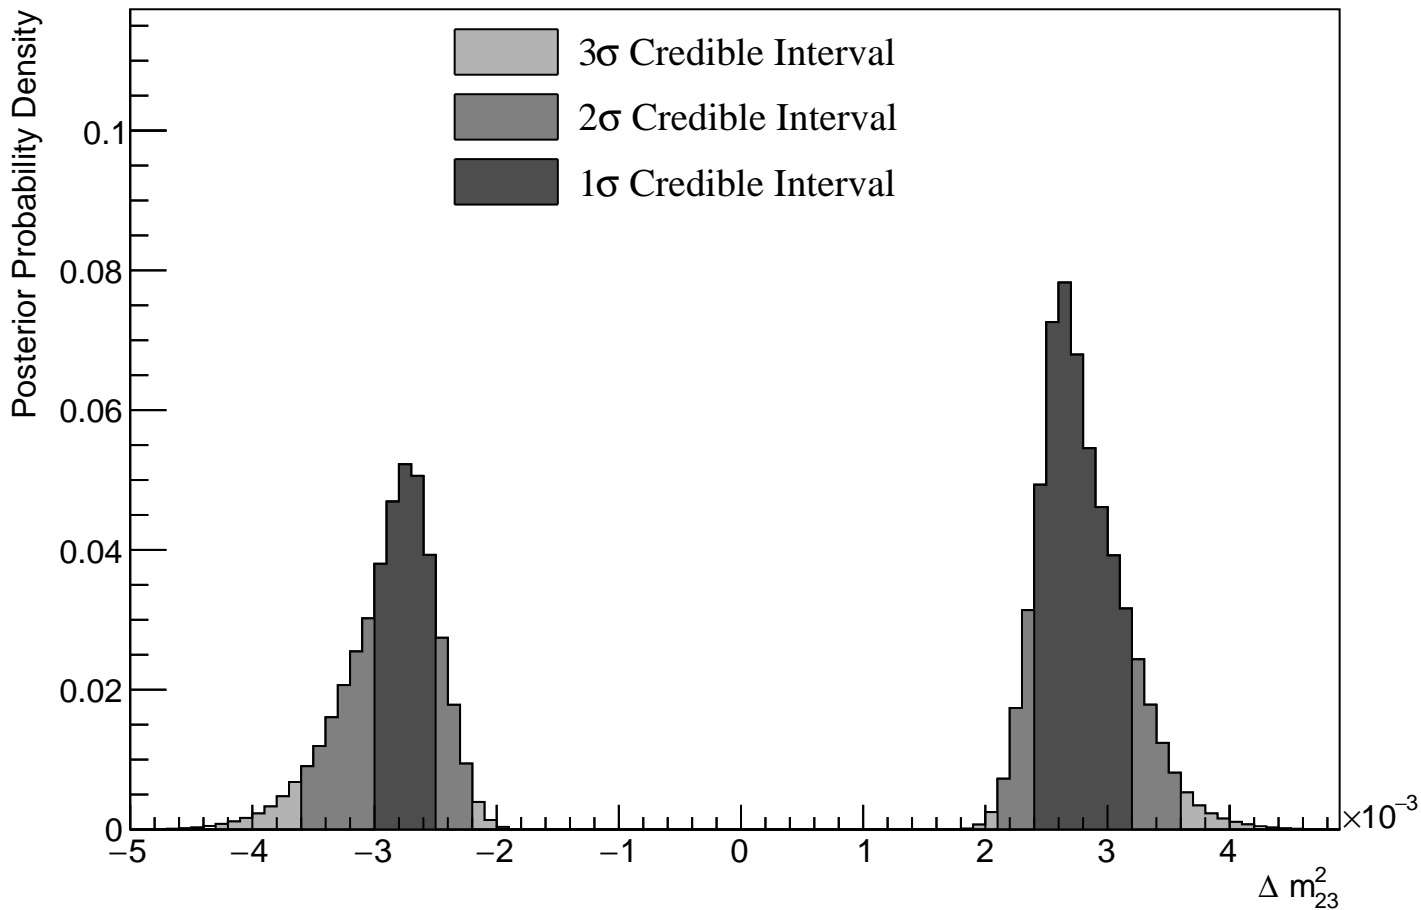 Posterior Probability Density
3σ Credible Interval
2σ Credible Interval
1σ Credible Interval
0.1
0.08
0.06
0.04
0.02
0
−5 −4 −3 −2 −1 0 1 2 3 4
×10⁻³
Δ m²₂₃